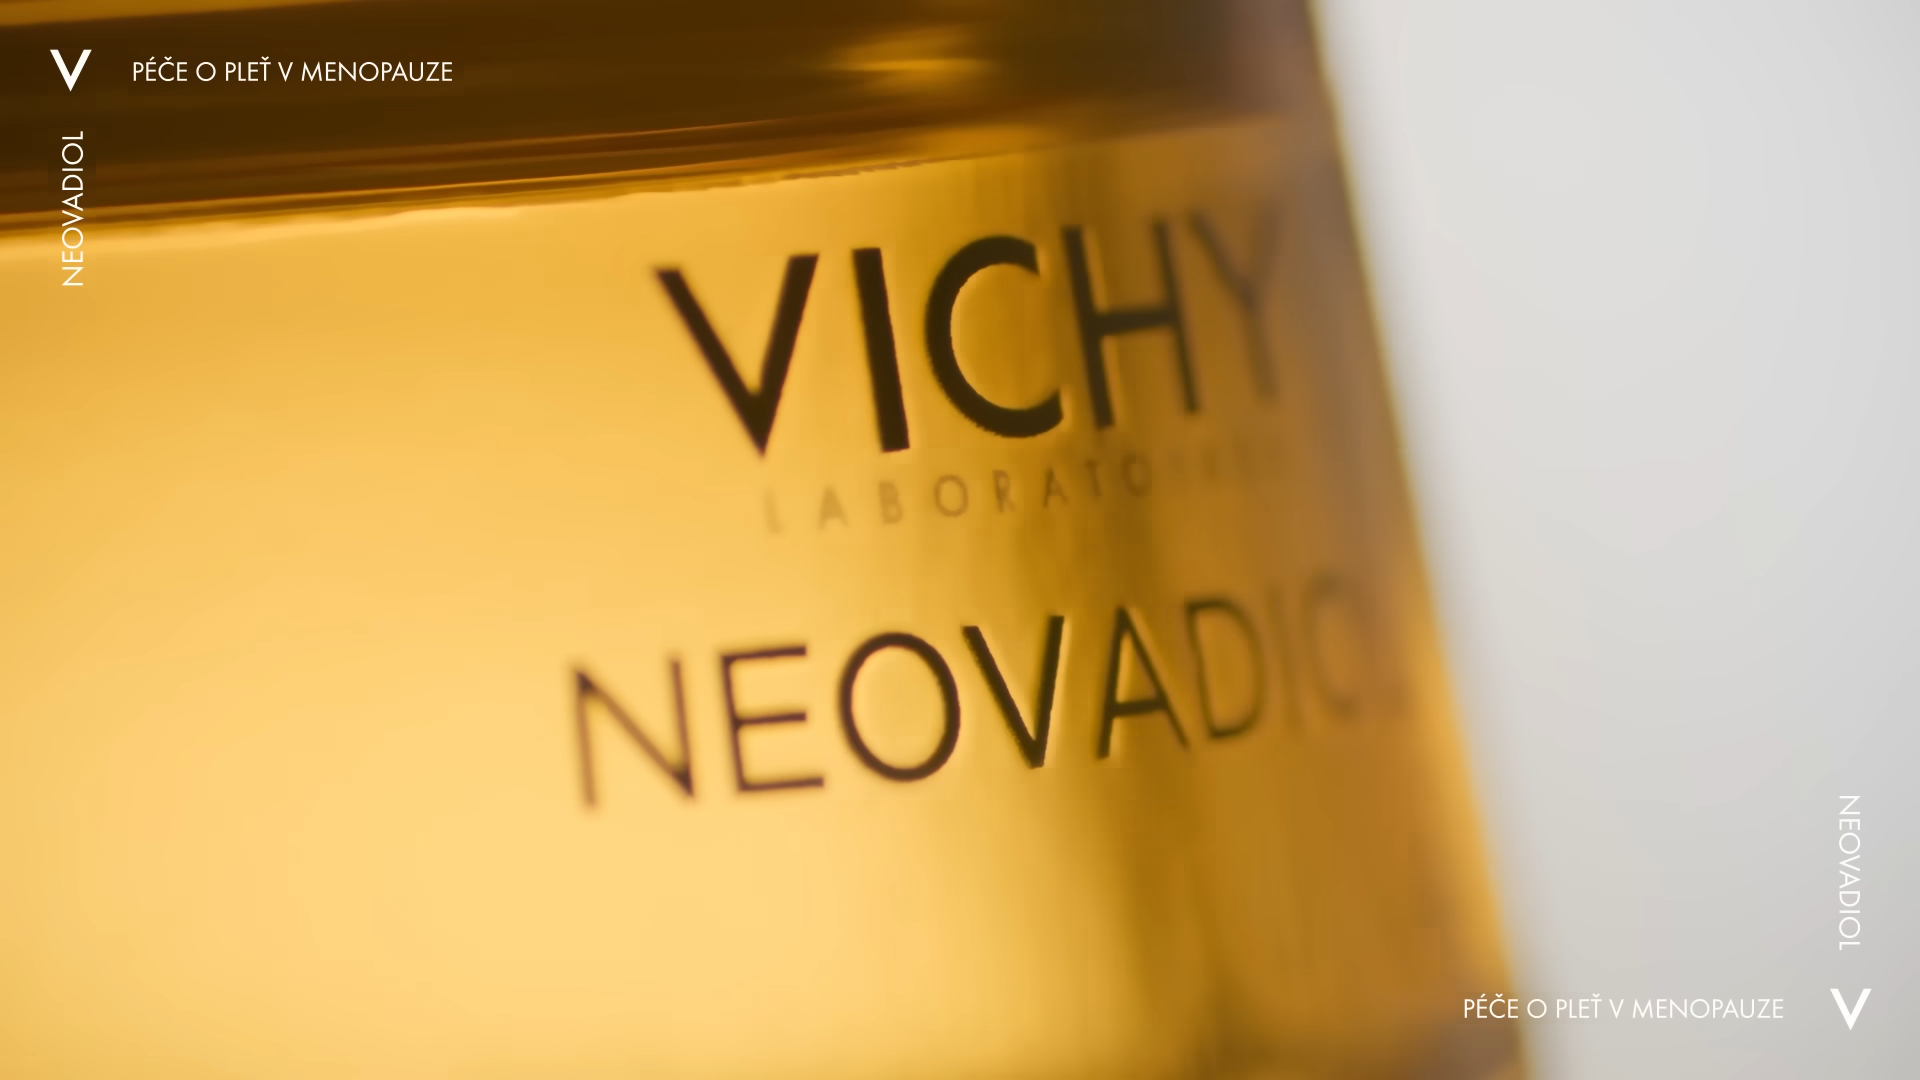 V PÉČE O PLEŤ V MENOPAUZE
NEOVADIOL
VICHY
NEOVADIOL
NEOVADIOL
PÉČE O PLEŤ V MENOPAUZE V